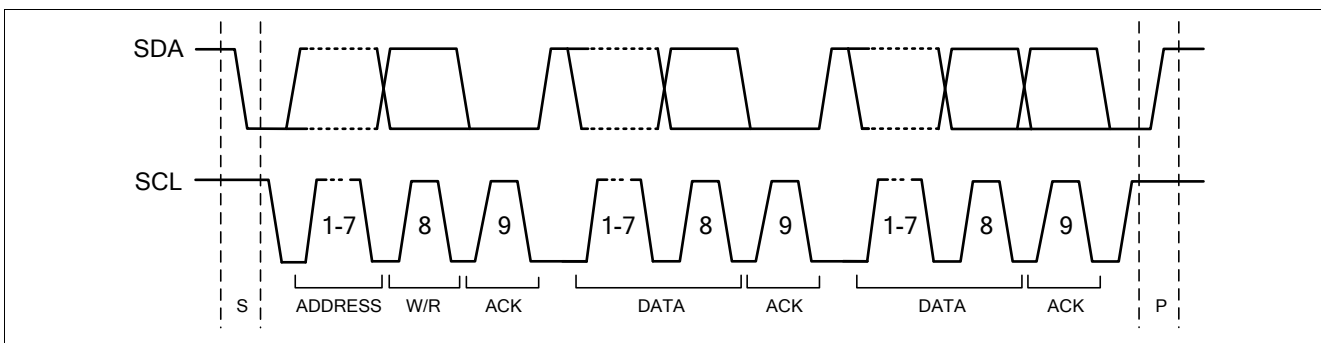 SDA
SCL
1-7 8 9 1-7 8 9 1-7 8 9
S ADDRESS W/R ACK DATA ACK DATA ACK P